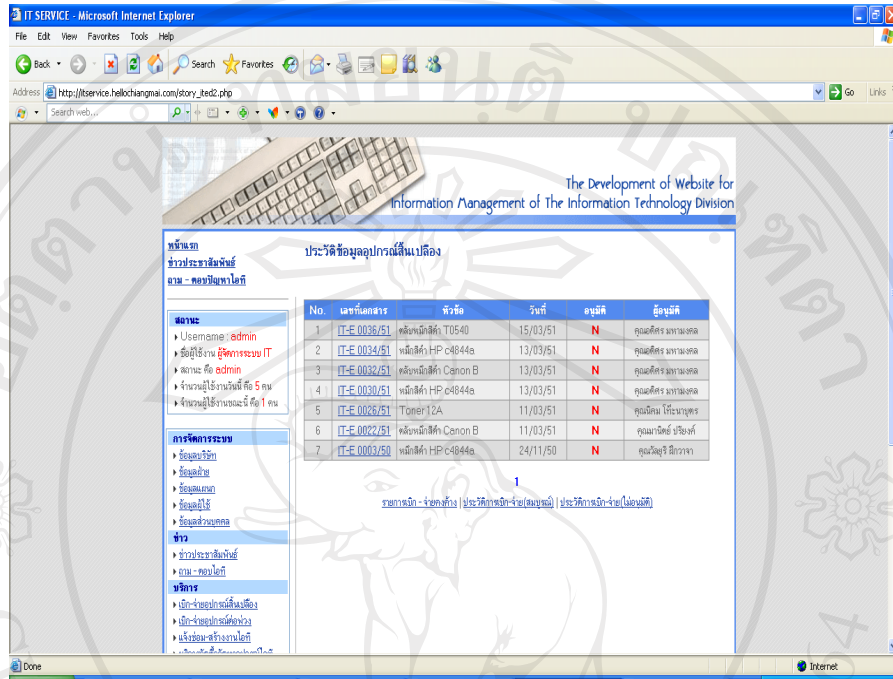 IT SERVICE - Microsoft Internet Explorer
File Edit View Favorites Tools Help
Back Search Favorites
Address http://itservice.hellochiangmai.com/story_ited2.php Go Links
Search web...
The Development of Website for
Information Management of The Information Technology Division
หน้าแรก
ข่าวประชาสัมพันธ์
ถาม - ตอบปัญหาไอที
สถานะ
Username : admin
ชื่อผู้ใช้งาน ผู้จัดการระบบ IT
สถานะ คือ admin
จำนวนผู้ใช้งานวันนี้ คือ 5 คน
จำนวนผู้ใช้งานขณะนี้ คือ 1 คน
การจัดการระบบ
ข้อมูลบริษัท
ข้อมูลฝ่าย
ข้อมูลแผนก
ข้อมูลผู้ใช้
ข้อมูลส่วนบุคคล
ข่าว
ข่าวประชาสัมพันธ์
ถาม - ตอบไอที
บริการ
เบิก-จ่ายอุปกรณ์สิ้นเปลือง
เบิก-จ่ายอุปกรณ์ต่อพ่วง
แจ้งซ่อม-สร้างงานไอที
ประวัติข้อมูลอุปกรณ์สิ้นเปลือง
No. เลขที่เอกสาร หัวข้อ วันที่ อนุมัติ ผู้อนุมัติ
1 IT-E 0036/51 ตลับหมึกสีดำ T0540 15/03/51 N คุณอดิศร มหามงคล
2 IT-E 0034/51 หมึกสีดำ HP c4844a 13/03/51 N คุณอดิศร มหามงคล
3 IT-E 0032/51 ตลับหมึกสีดำ Canon B 13/03/51 N คุณอดิศร มหามงคล
4 IT-E 0030/51 หมึกสีดำ HP c4844a 13/03/51 N คุณอดิศร มหามงคล
5 IT-E 0026/51 Toner 12A 11/03/51 N คุณนิคม
6 IT-E 0022/51 ตลับหมึกสีดำ Canon B 11/03/51 N คุณมานิตย์
7 IT-E 0003/50 หมึกสีดำ HP c4844a 24/11/50 N
1
รายการเบิก - จ่ายคงค้าง | ประวัติการเบิก-จ่าย(สมบูรณ์) | ประวัติการเบิก-จ่าย(ไม่อนุมัติ)
Done Internet